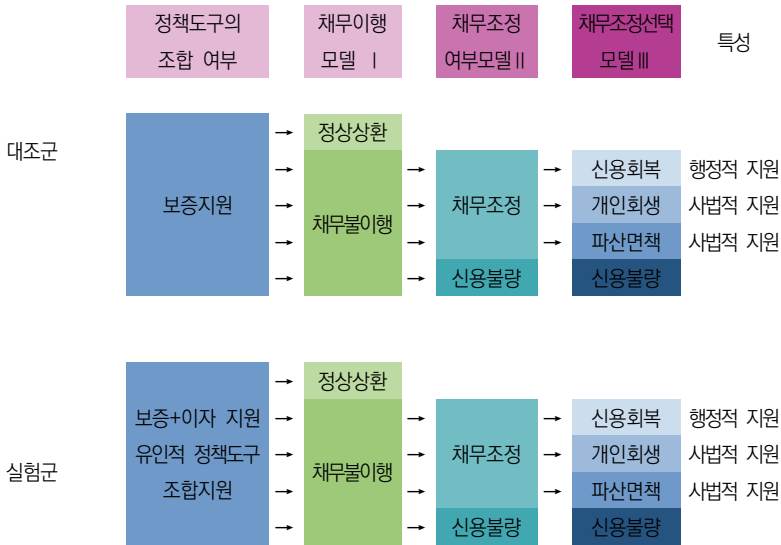 정책도구의 조합 여부
채무이행 모델 Ⅰ
채무조정 여부모델Ⅱ
채무조정선택 모델Ⅲ
특성
대조군
보증지원
정상상환
채무불이행
채무조정
신용불량
신용회복
행정적 지원
개인회생
사법적 지원
파산면책
사법적 지원
신용불량
실험군
보증+이자 지원
유인적 정책도구
조합지원
정상상환
채무불이행
채무조정
신용불량
신용회복
행정적 지원
개인회생
사법적 지원
파산면책
사법적 지원
신용불량